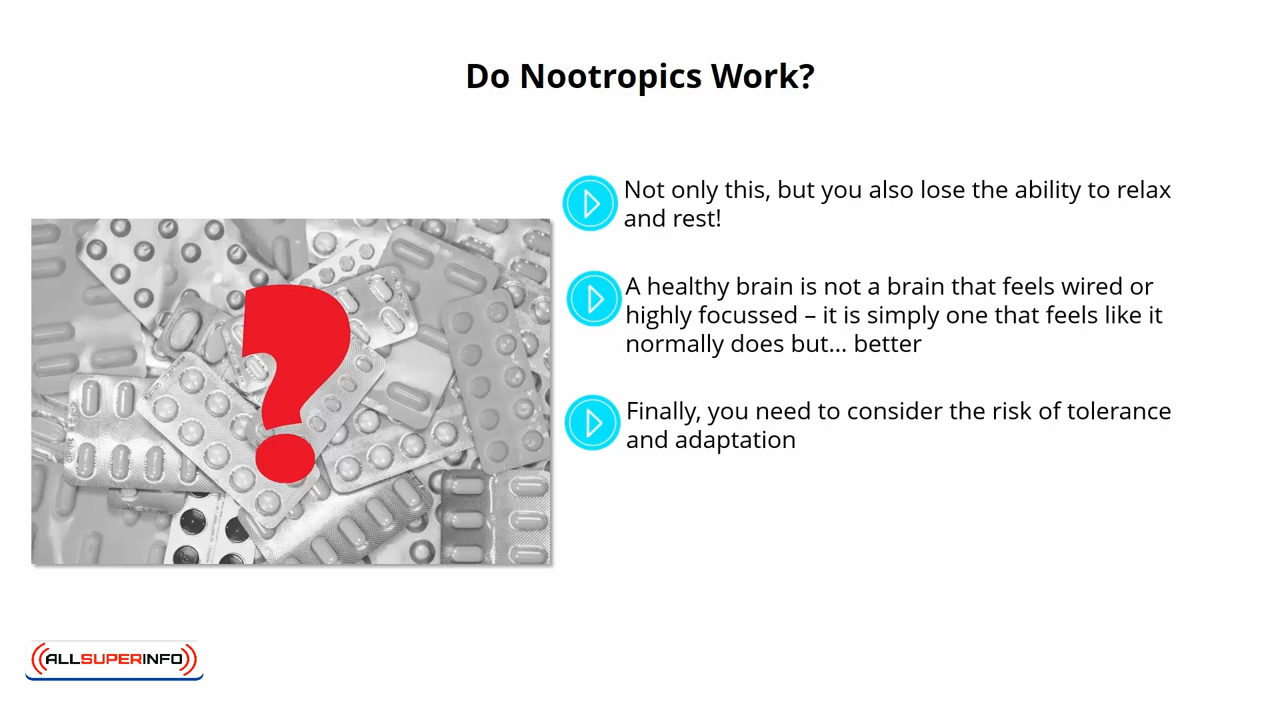 Do Nootropics Work?
Not only this, but you also lose the ability to relax
and rest!
A healthy brain is not a brain that feels wired or
highly focussed – it is simply one that feels like it
normally does but... better
Finally, you need to consider the risk of tolerance
and adaptation
?
ALLSUPERINFO